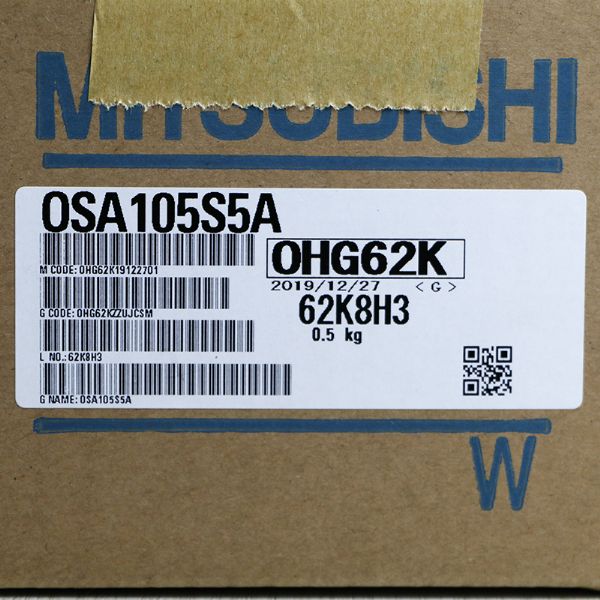 MITSUBISHI
OSA105S5A
OHG62K
M CODE: OHG62K19122701
2019/12/27 <G>
G CODE: OHG62KZZUJCSM
62K8H3
0.5 kg
L NO.: 62K8H3
G NAME: OSA105S5A
W